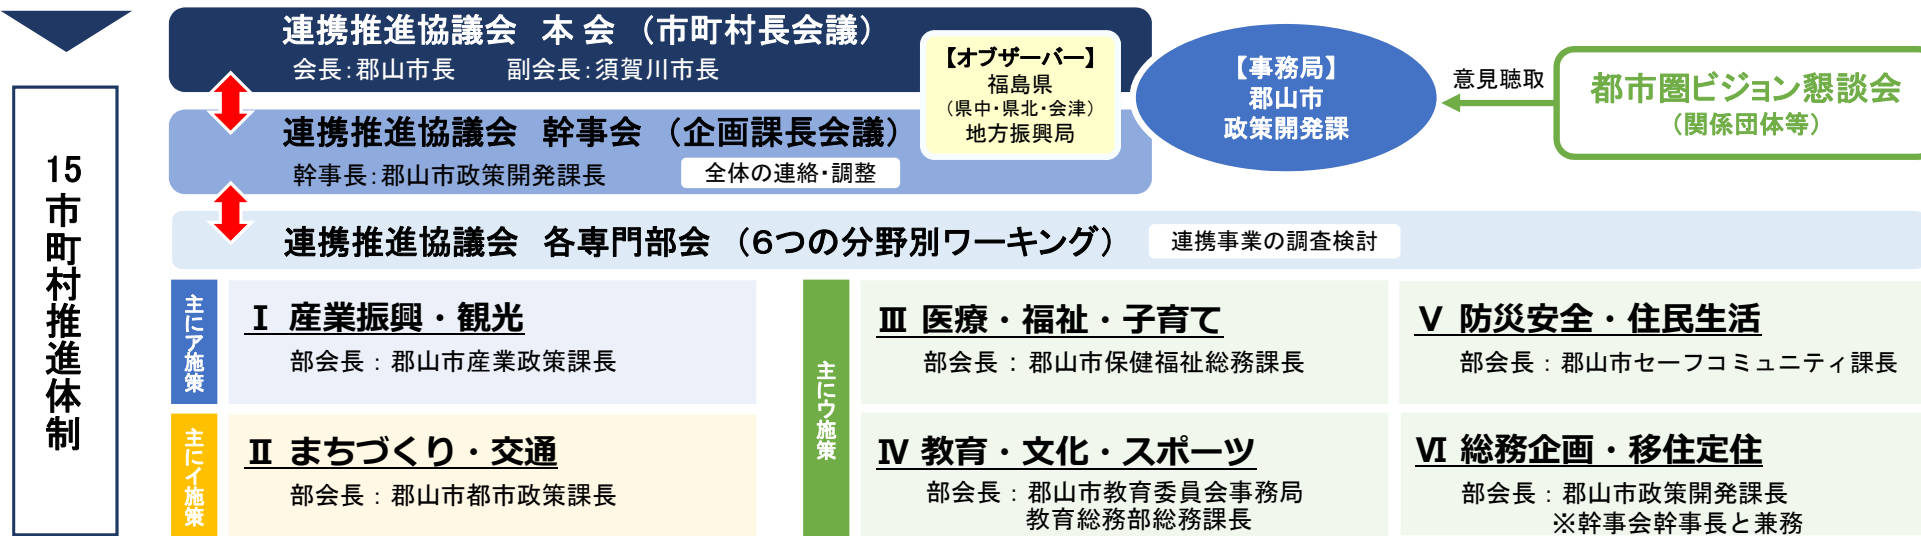 15市町村推進体制
連携推進協議会 本会 （市町村長会議）
会長：郡山市長 副会長：須賀川市長
連携推進協議会 幹事会 （企画課長会議）
幹事長：郡山市政策開発課長
全体の連絡・調整
【オブザーバー】
福島県
（県中・県北・会津）
地方振興局
【事務局】
郡山市
政策開発課
意見聴取
都市圏ビジョン懇談会
（関係団体等）
連携推進協議会 各専門部会 （6つの分野別ワーキング）
連携事業の調査検討
主にア施策
Ⅰ 産業振興・観光
部会長：郡山市産業政策課長
主にイ施策
Ⅱ まちづくり・交通
部会長：郡山市都市政策課長
主にウ施策
Ⅲ 医療・福祉・子育て
部会長：郡山市保健福祉総務課長
Ⅳ 教育・文化・スポーツ
部会長：郡山市教育委員会事務局
教育総務部総務課長
Ⅴ 防災安全・住民生活
部会長：郡山市セーフコミュニティ課長
Ⅵ 総務企画・移住定住
部会長：郡山市政策開発課長
※幹事会幹事長と兼務